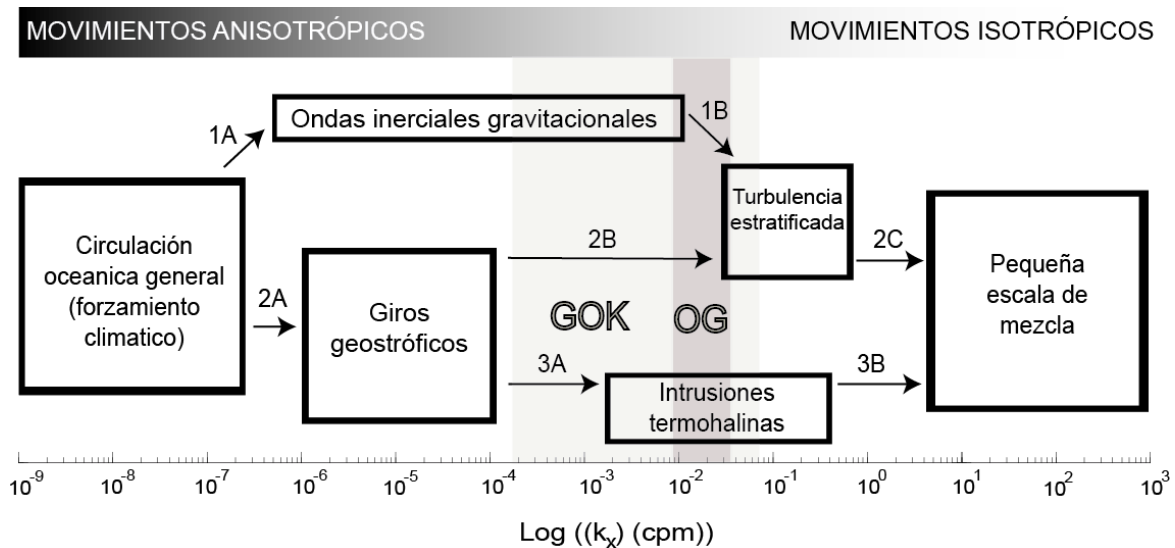 MOVIMIENTOS ANISOTRÓPICOS
MOVIMIENTOS ISOTRÓPICOS
Ondas inerciales gravitacionales
1A
1B
Circulación
oceanica general
(forzamiento
climatico)
2A
Giros
geostróficos
2B
Turbulencia
estratificada
2C
Pequeña
escala de
mezcla
GOK
OG
3A
Intrusiones
termohalinas
3B
10⁻⁹ 10⁻⁸ 10⁻⁷ 10⁻⁶ 10⁻⁵ 10⁻⁴ 10⁻³ 10⁻² 10⁻¹ 10⁰ 10¹ 10² 10³
Log ((kₓ) (cpm))